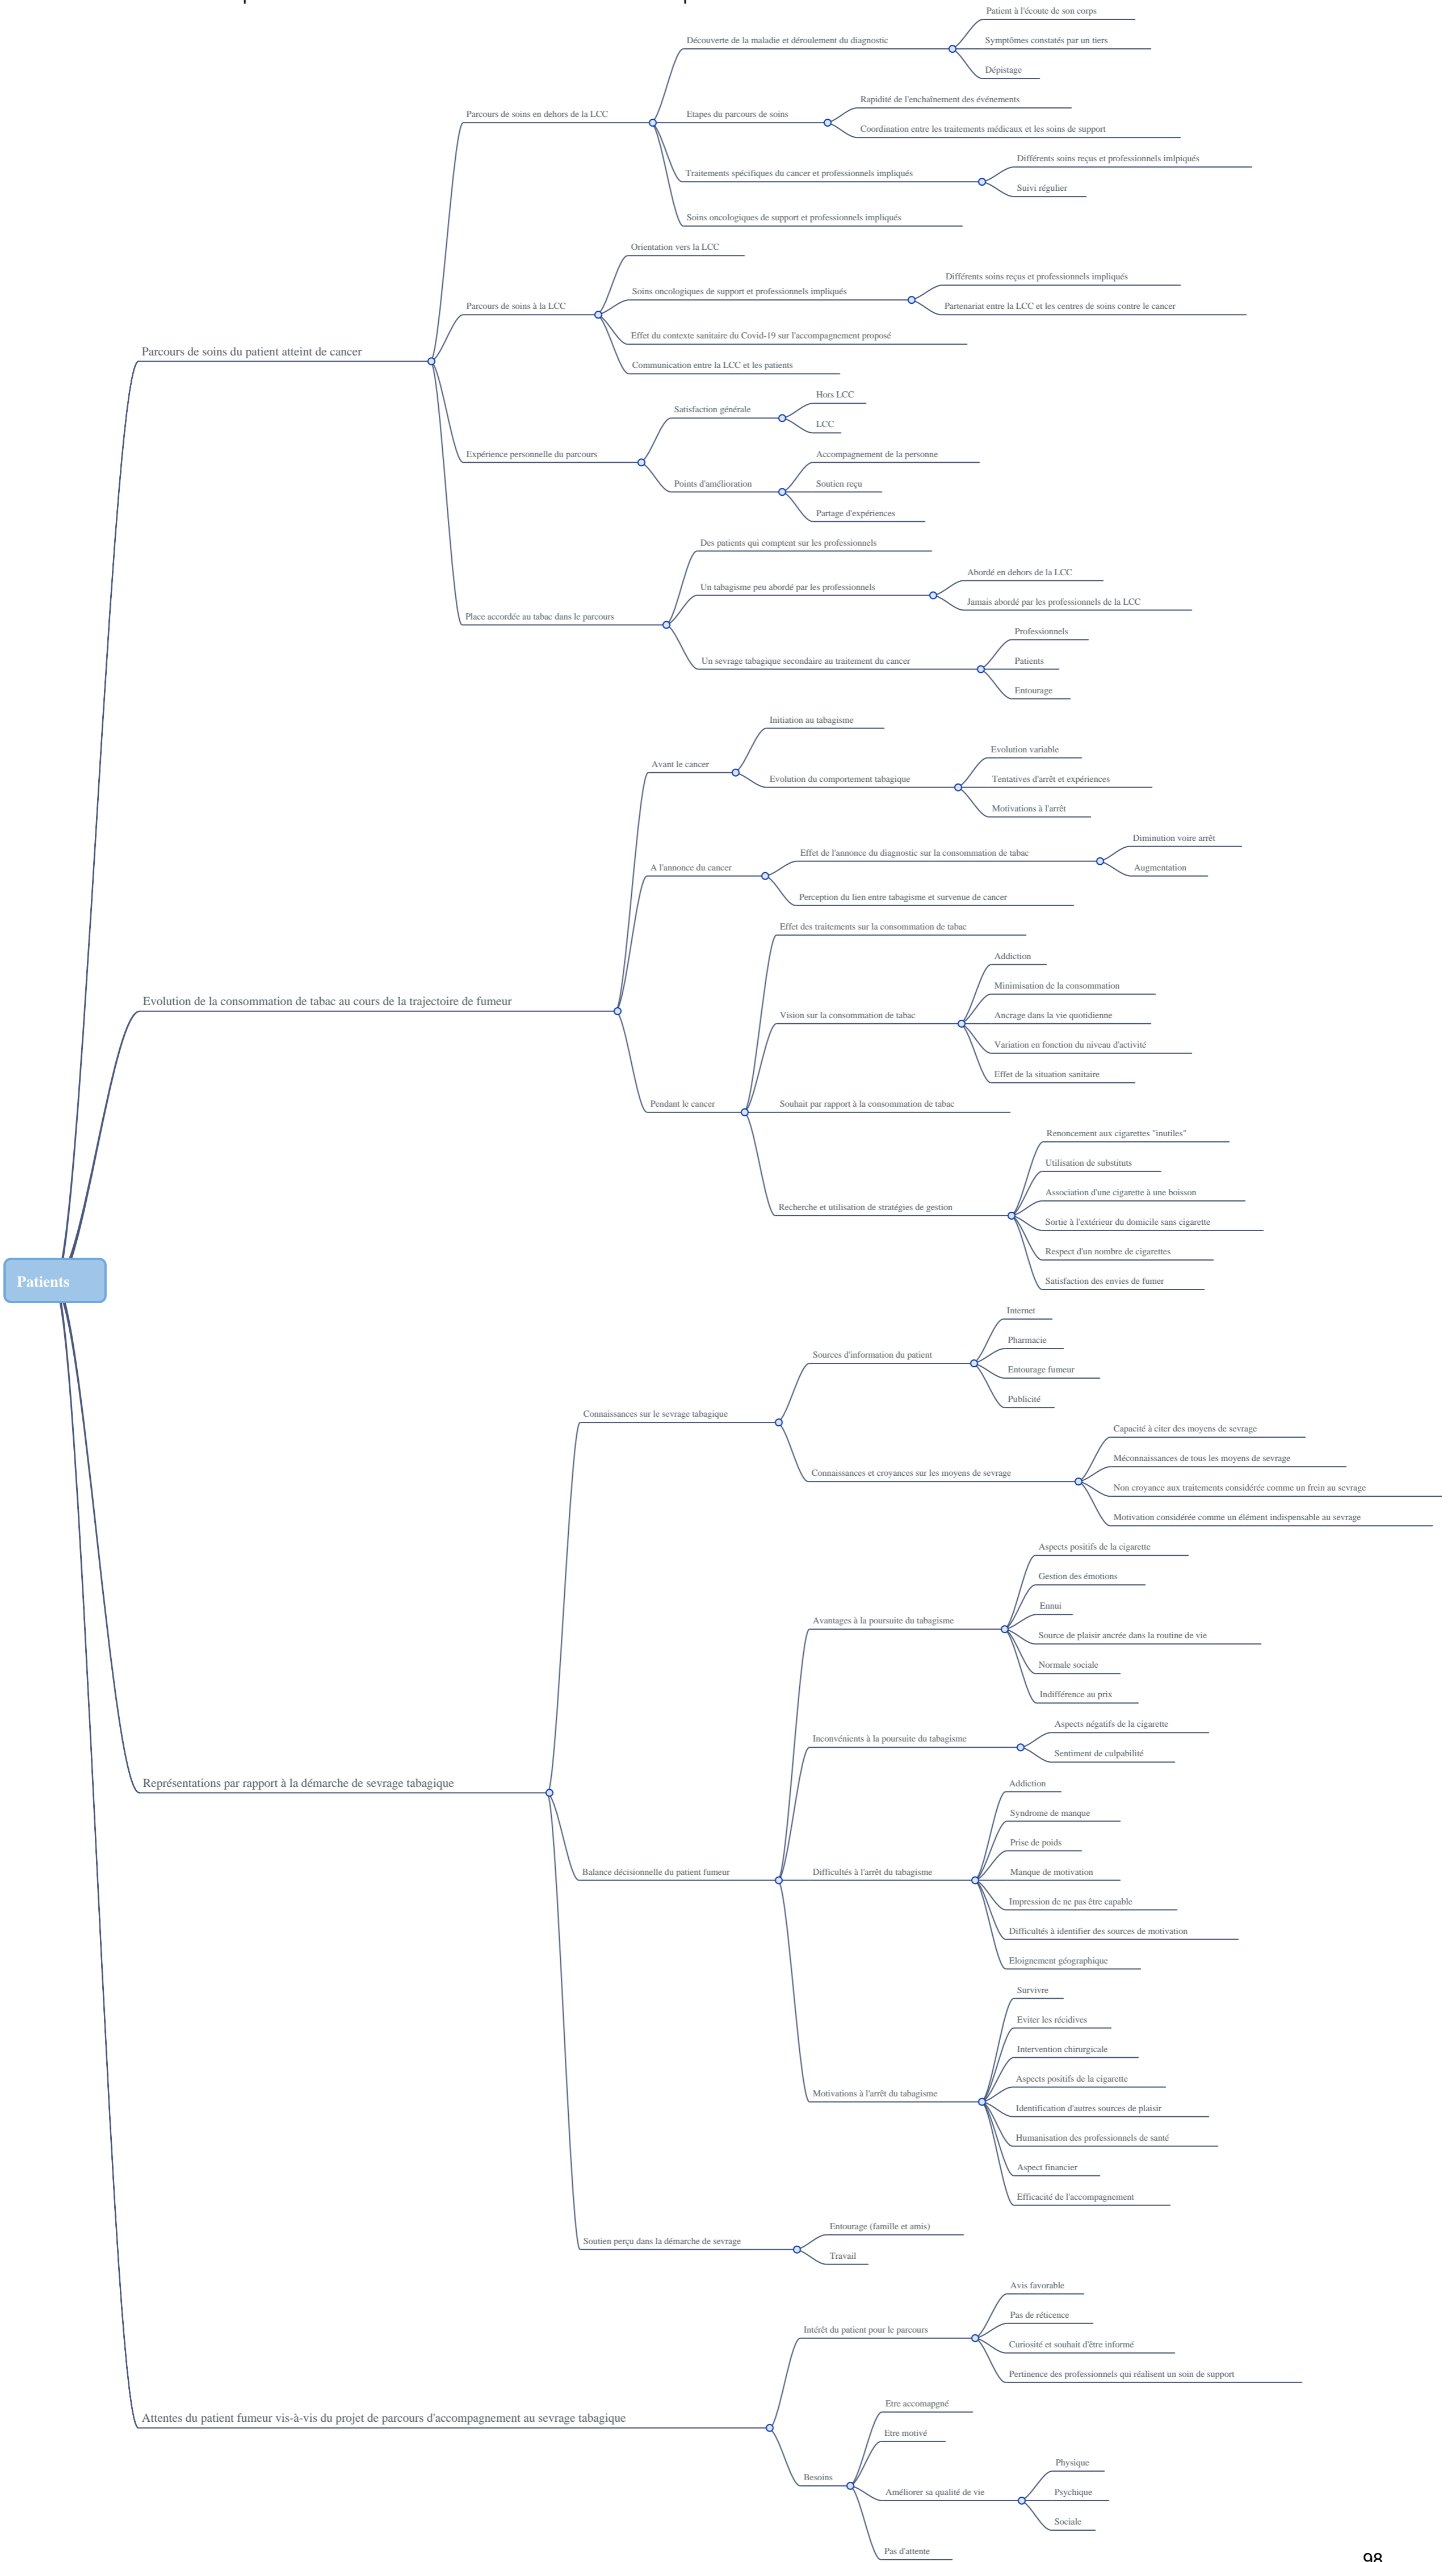 Patient à l'écoute de son corps
Découverte de la maladie et déroulement du diagnostic
Symptômes constatés par un tiers
Dépistage
Rapidité de l'enchaînement des événements
Parcours de soins en dehors de la LCC
Etapes du parcours de soins
Coordination entre les traitements médicaux et les soins de support
Différents soins reçus et professionnels imlpiqués
Traitements spécifiques du cancer et professionnels impliqués
Suivi régulier
Soins oncologiques de support et professionnels impliqués
Orientation vers la LCC
Différents soins reçus et professionnels impliqués
Soins oncologiques de support et professionnels impliqués
Parcours de soins à la LCC
Partenariat entre la LCC et les centres de soins contre le cancer
Effet du contexte sanitaire du Covid-19 sur l'accompagnement proposé
Parcours de soins du patient atteint de cancer
Communication entre la LCC et les patients
Hors LCC
Satisfaction générale
LCC
Expérience personnelle du parcours
Accompagnement de la personne
Points d'amélioration
Soutien reçu
Partage d'expériences
Des patients qui comptent sur les professionnels
Abordé en dehors de la LCC
Un tabagisme peu abordé par les professionnels
Jamais abordé par les professionnels de la LCC
Place accordée au tabac dans le parcours
Professionnels
Un sevrage tabagique secondaire au traitement du cancer
Patients
Entourage
Initiation au tabagisme
Avant le cancer
Evolution variable
Evolution du comportement tabagique
Tentatives d'arrêt et expériences
Motivations à l'arrêt
Diminution voire arrêt
Effet de l'annonce du diagnostic sur la consommation de tabac
A l'annonce du cancer
Augmentation
Perception du lien entre tabagisme et survenue de cancer
Effet des traitements sur la consommation de tabac
Addiction
Minimisation de la consommation
Evolution de la consommation de tabac au cours de la trajectoire de fumeur
Vision sur la consommation de tabac
Ancrage dans la vie quotidienne
Variation en fonction du niveau d'activité
Effet de la situation sanitaire
Pendant le cancer
Souhait par rapport à la consommation de tabac
Renoncement aux cigarettes "inutiles"
Utilisation de substituts
Association d'une cigarette à une boisson
Recherche et utilisation de stratégies de gestion
Sortie à l'extérieur du domicile sans cigarette
Respect d'un nombre de cigarettes
Patients
Satisfaction des envies de fumer
Internet
Pharmacie
Sources d'information du patient
Entourage fumeur
Publicité
Connaissances sur le sevrage tabagique
Capacité à citer des moyens de sevrage
Méconnaissances de tous les moyens de sevrage
Connaissances et croyances sur les moyens de sevrage
Non croyance aux traitements considérée comme un frein au sevrage
Motivation considérée comme un élément indispensable au sevrage
Aspects positifs de la cigarette
Gestion des émotions
Ennui
Avantages à la poursuite du tabagisme
Source de plaisir ancrée dans la routine de vie
Normale sociale
Indifférence au prix
Aspects négatifs de la cigarette
Inconvénients à la poursuite du tabagisme
Sentiment de culpabilité
Représentations par rapport à la démarche de sevrage tabagique
Addiction
Syndrome de manque
Prise de poids
Balance décisionnelle du patient fumeur
Difficultés à l'arrêt du tabagisme
Manque de motivation
Impression de ne pas être capable
Difficultés à identifier des sources de motivation
Eloignement géographique
Survivre
Eviter les récidives
Intervention chirurgicale
Aspects positifs de la cigarette
Motivations à l'arrêt du tabagisme
Identification d'autres sources de plaisir
Humanisation des professionnels de santé
Aspect financier
Efficacité de l'accompagnement
Entourage (famille et amis)
Soutien perçu dans la démarche de sevrage
Travail
Avis favorable
Pas de réticence
Intérêt du patient pour le parcours
Curiosité et souhait d'être informé
Pertinence des professionnels qui réalisent un soin de support
Attentes du patient fumeur vis-à-vis du projet de parcours d'accompagnement au sevrage tabagique
Etre accomapgné
Etre motivé
Besoins
Physique
Améliorer sa qualité de vie
Psychique
Sociale
Pas d'attente
98